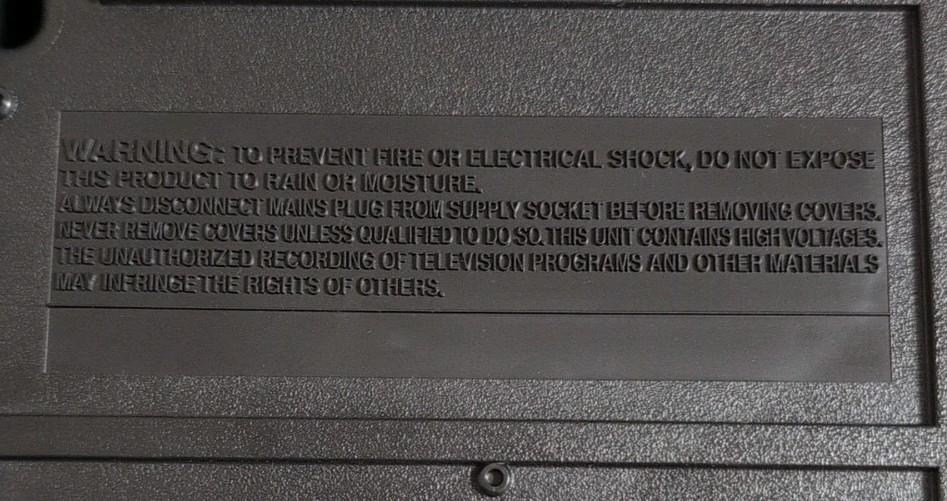 WARNING: TO PREVENT FIRE OR ELECTRICAL SHOCK, DO NOT EXPOSE
THIS PRODUCT TO RAIN OR MOISTURE.
ALWAYS DISCONNECT MAINS PLUG FROM SUPPLY SOCKET BEFORE REMOVING COVERS.
NEVER REMOVE COVERS UNLESS QUALIFIED TO DO SO. THIS UNIT CONTAINS HIGH VOLTAGES.
THE UNAUTHORIZED RECORDING OF TELEVISION PROGRAMS AND OTHER MATERIALS
MAY INFRINGE THE RIGHTS OF OTHERS.